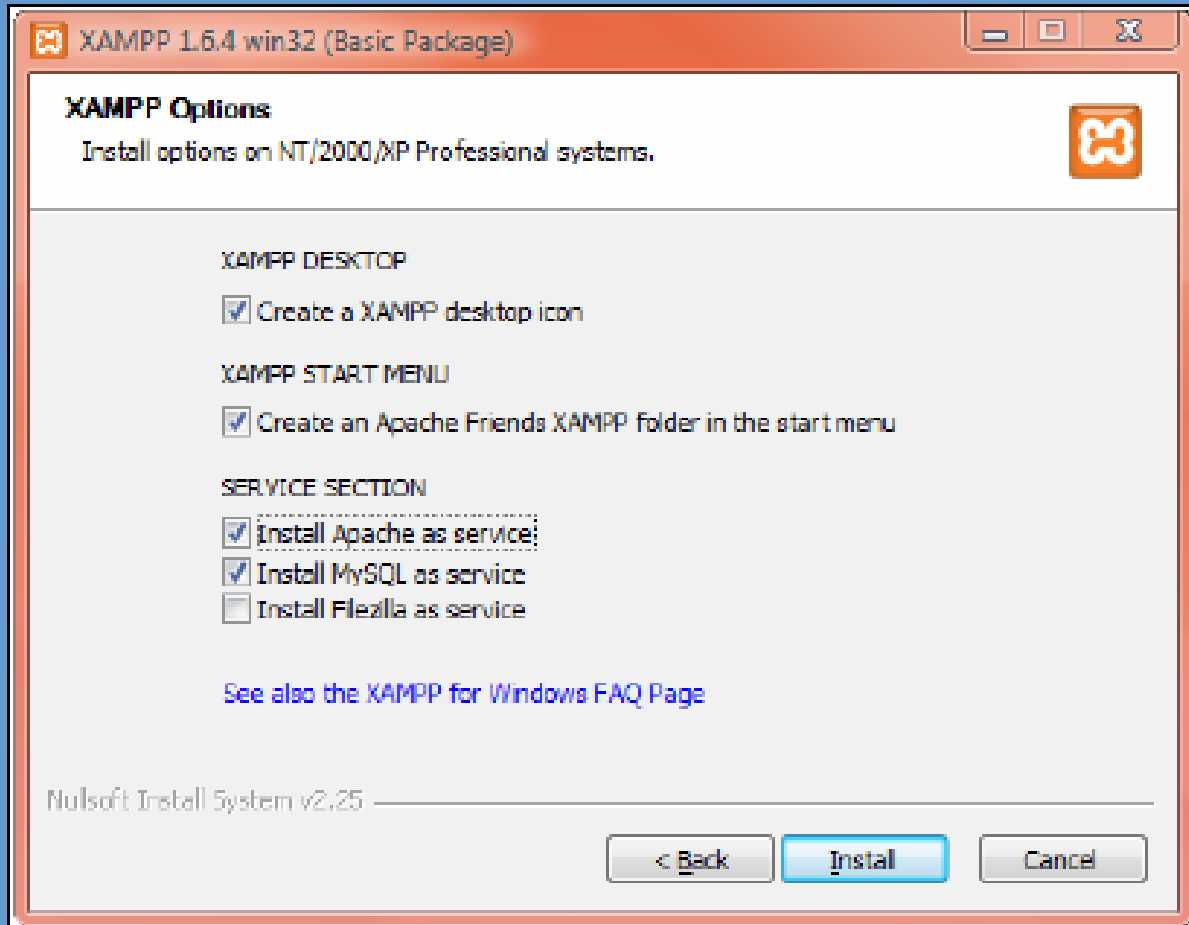 XAMPP 1.6.4 win32 (Basic Package)
XAMPP Options
Install options on NT/2000/XP Professional systems.
XAMPP DESKTOP
Create a XAMPP desktop icon
XAMPP START MENU
Create an Apache Friends XAMPP folder in the start menu
SERVICE SECTION
Install Apache as service
Install MySQL as service
Install Filezilla as service
See also the XAMPP for Windows FAQ Page
Nullsoft Install System v2.25
< Back Install Cancel